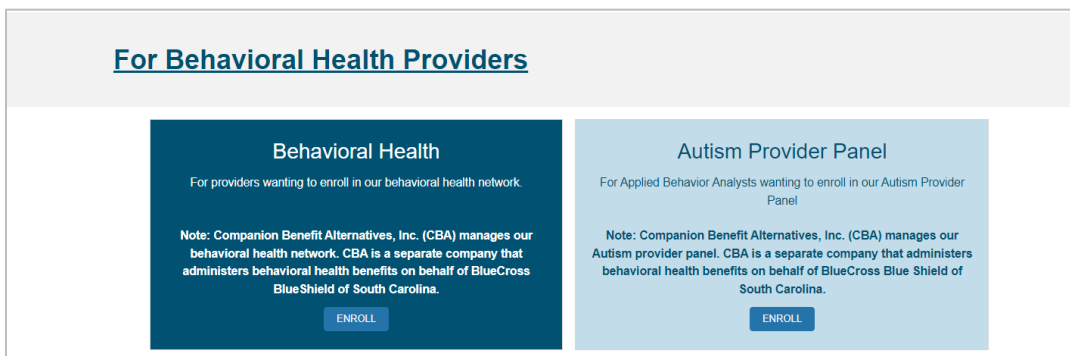 For Behavioral Health Providers
Behavioral Health
For providers wanting to enroll in our behavioral health network.
Note: Companion Benefit Alternatives, Inc. (CBA) manages our
behavioral health network. CBA is a separate company that
administers behavioral health benefits on behalf of BlueCross
BlueShield of South Carolina.
ENROLL
Autism Provider Panel
For Applied Behavior Analysts wanting to enroll in our Autism Provider
Panel
Note: Companion Benefit Alternatives, Inc. (CBA) manages our
Autism provider panel. CBA is a separate company that administers
behavioral health benefits on behalf of BlueCross Blue Shield of
South Carolina.
ENROLL